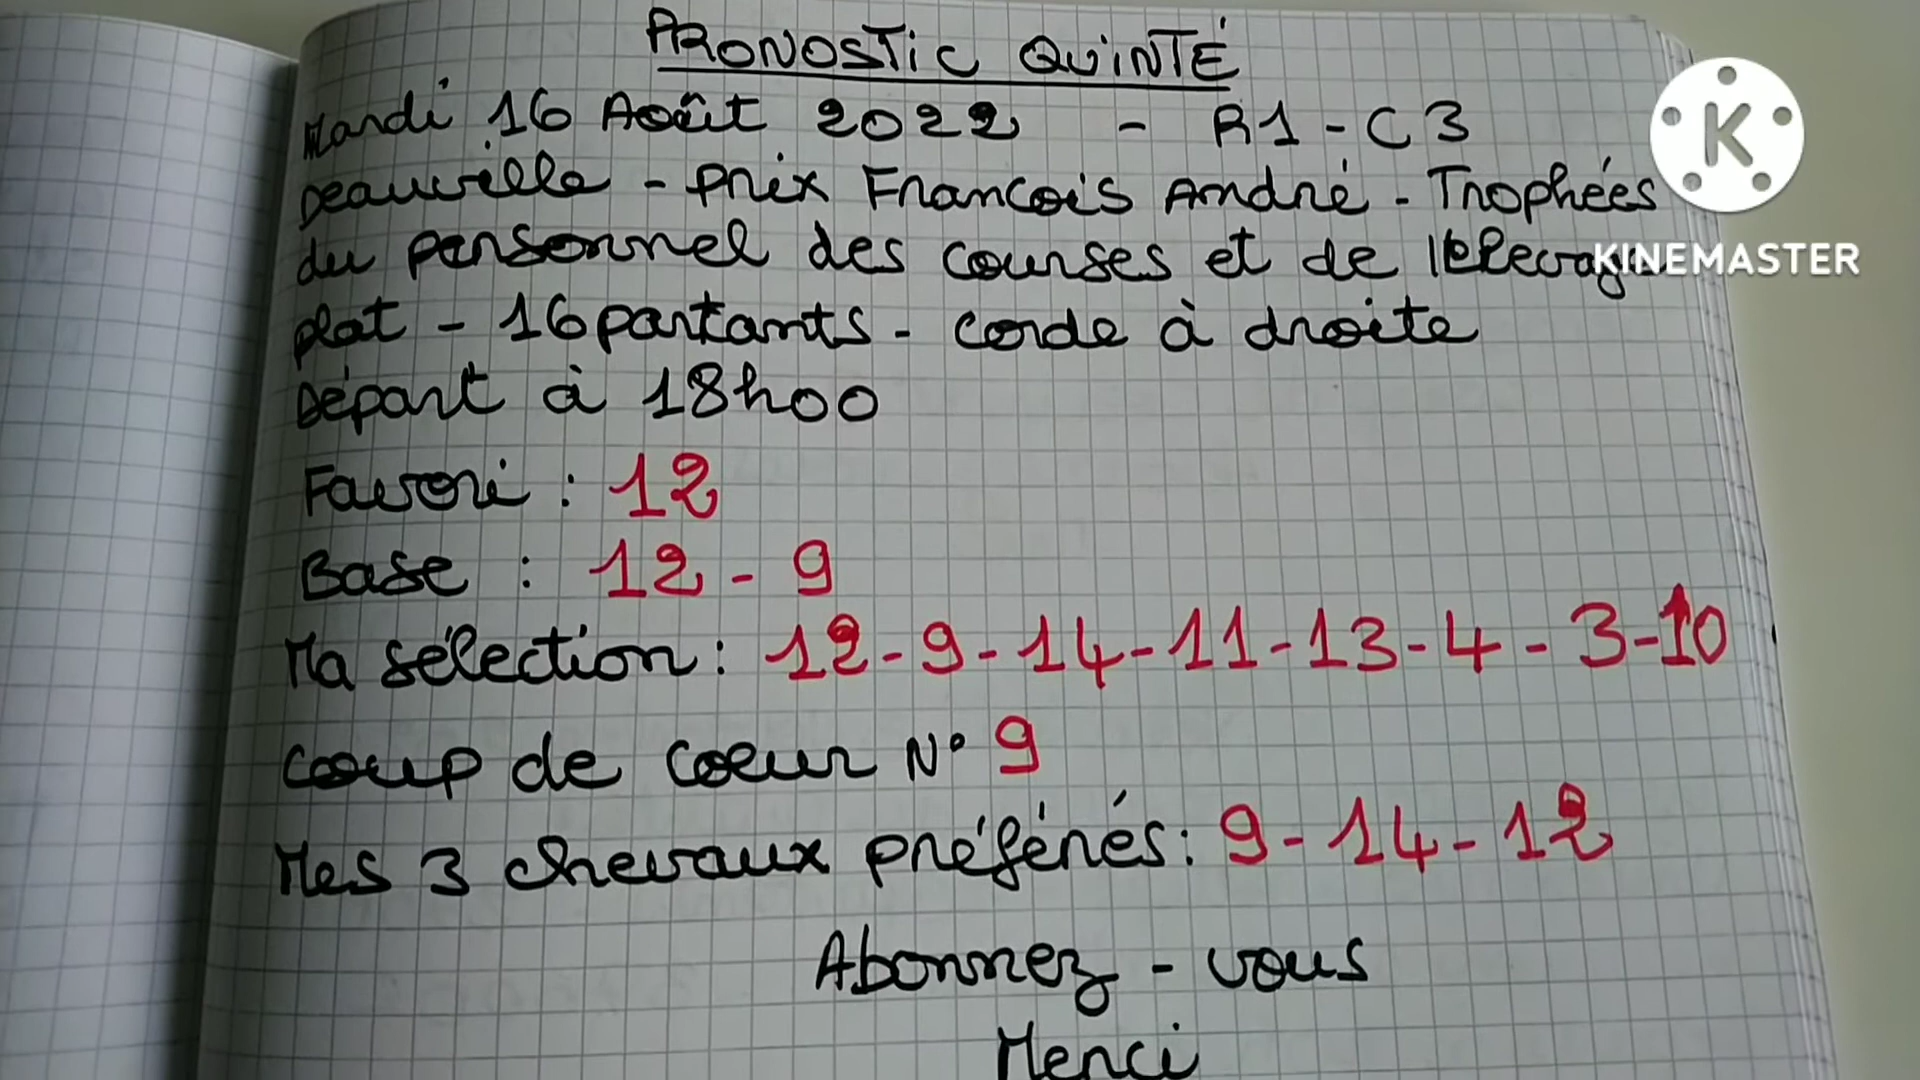 PRONOSTIC QUINTÉ
Mardi 16 Août 2022 - R1 - C3
Deauville - Prix Francois André - Trophées
du personnel des courses et de l'elevage
plat - 16 partants - corde à droite
Départ à 18h00
Favori : 12
Base : 12 - 9
Ma sélection : 12 - 9 - 14 - 11 - 13 - 4 - 3 - 10
Coup de coeur N° 9
Mes 3 chevaux préférés : 9 - 14 - 12
Abonnez - vous
Merci
K
KINEMASTER